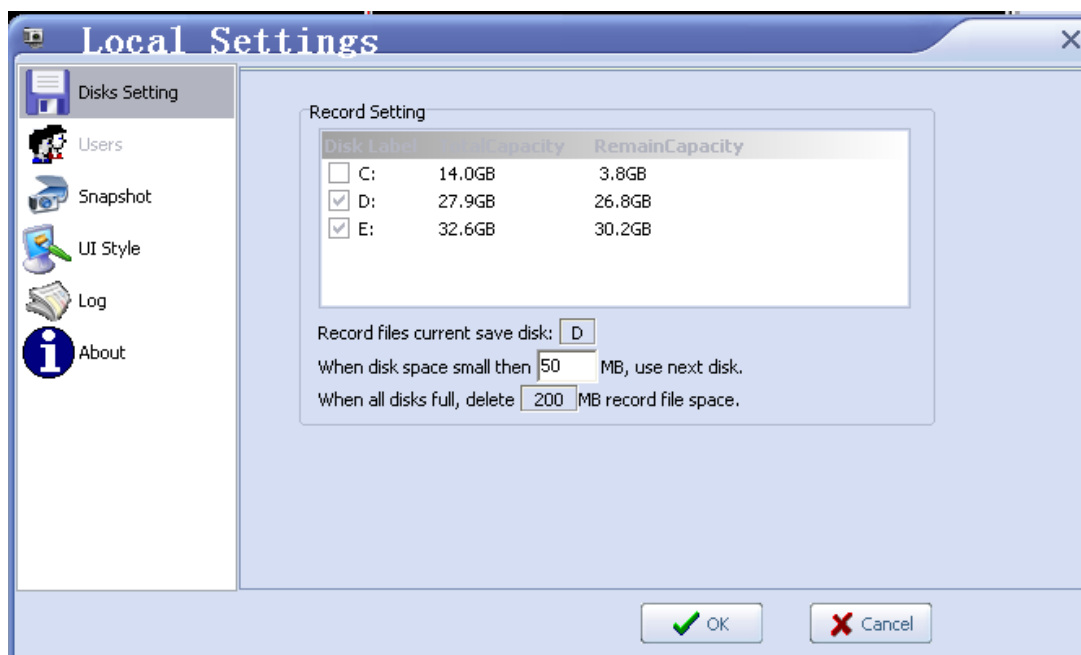 Local Settings
Disks Setting
Users
Snapshot
UI Style
Log
About
Record Setting
Disk Label TotalCapacity RemainCapacity
C: 14.0GB 3.8GB
D: 27.9GB 26.8GB
E: 32.6GB 30.2GB
Record files current save disk: D
When disk space small then 50 MB, use next disk.
When all disks full, delete 200 MB record file space.
OK Cancel